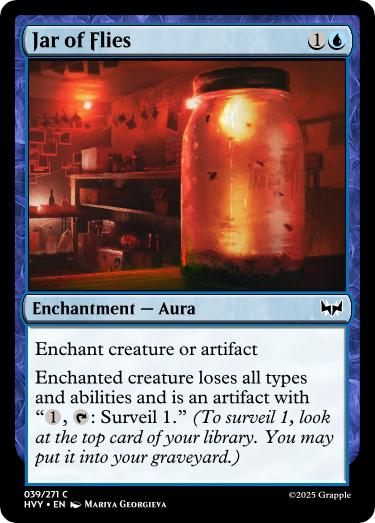 Jar of Flies 1
Enchantment — Aura
Enchant creature or artifact
Enchanted creature loses all types
and abilities and is an artifact with
“1, : Surveil 1.” (To surveil 1, look
at the top card of your library. You may
put it into your graveyard.)
039/271 C
HVY • EN Mariya Georgieva
©2025 Grapple